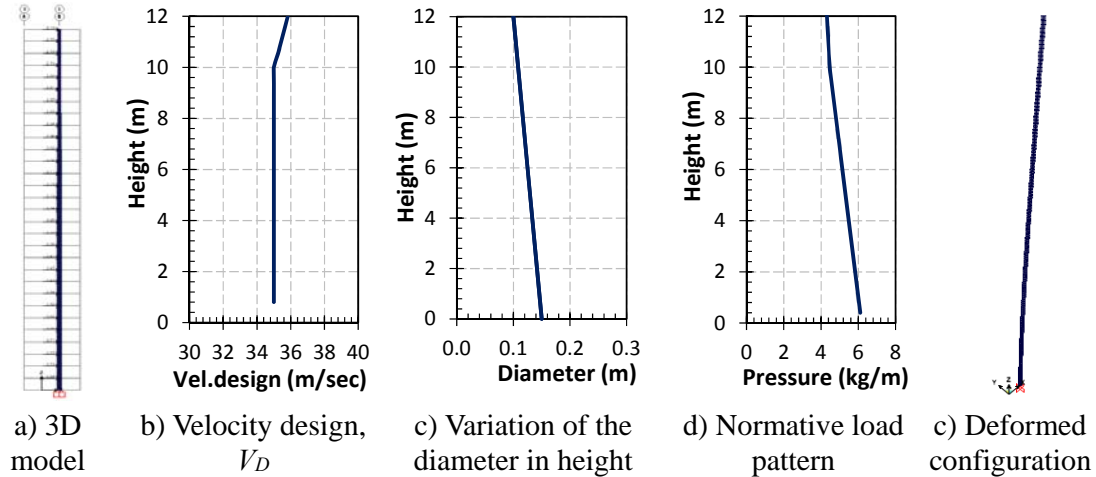 12
10
8
6
4
2
0
Height (m)
30 32 34 36 38 40
Vel.design (m/sec)
12
10
8
6
4
2
0
Height (m)
0.0 0.1 0.2 0.3
Diameter (m)
12
10
8
6
4
2
0
Height (m)
0 2 4 6 8
Pressure (kg/m)
Y Z X
a) 3D
model
b) Velocity design,
V_D
c) Variation of the
diameter in height
d) Normative load
pattern
c) Deformed
configuration